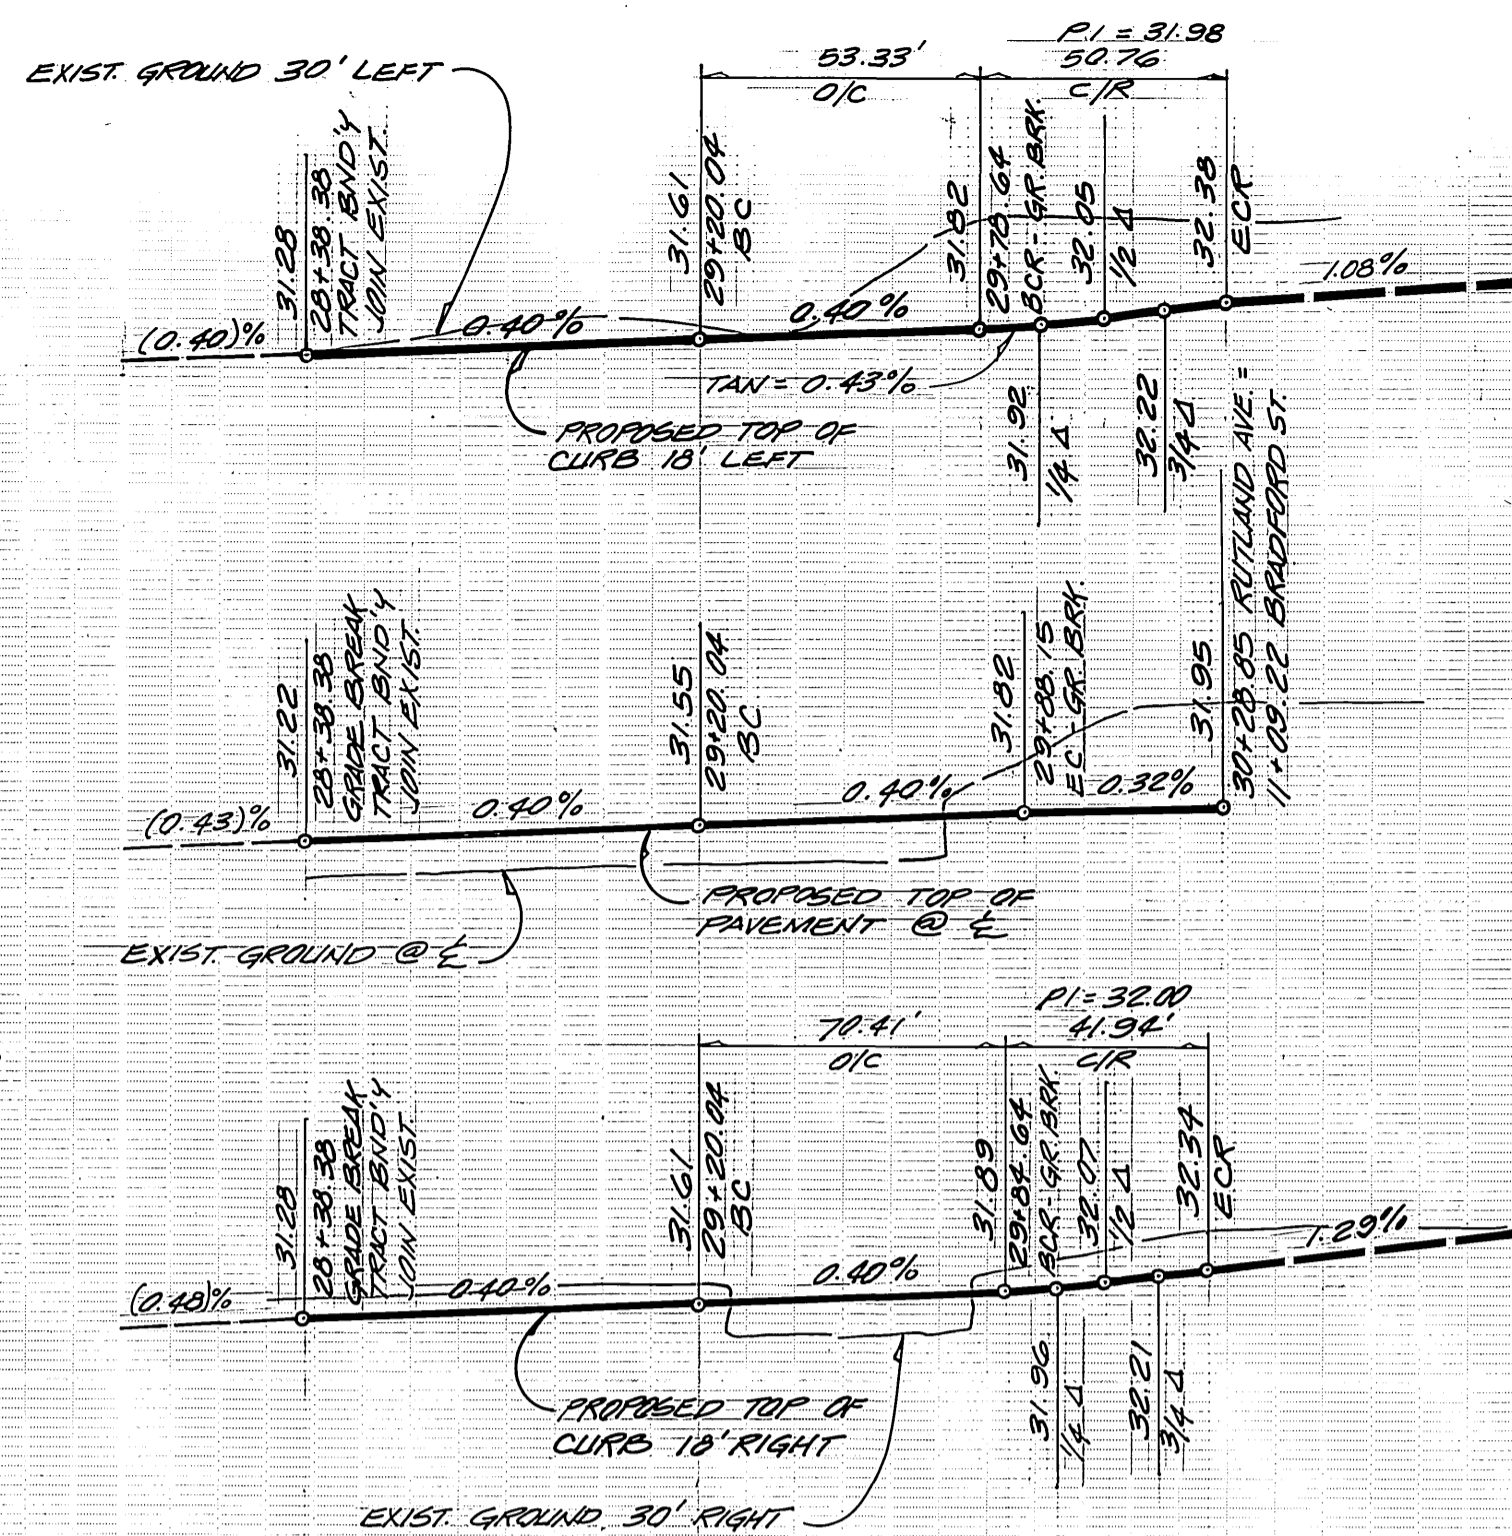 P.I = 31.98
53.33'
50.76
O/C
C/R
EXIST. GROUND 30' LEFT
31.28
28+38.38
TRACT BND'Y
JOIN EXIST.
31.61
29+20.04
BC
31.82
29+78.64
BCR - GR. BRK.
32.05
1/2 Δ
32.38
ECR
(0.40)%
0.40%
0.40%
1.08%
TAN = 0.43%
PROPOSED TOP OF
CURB 18' LEFT
31.92
1/4 Δ
32.22
3/4 Δ
31.22
28+38.38
GRADE BREAK
TRACT BND'Y
JOIN EXIST.
31.55
29+20.04
BC
31.82
29+88.15
EC - GR. BRK.
31.95
30+28.85 RUTLAND AVE. =
11+09.22 BRADFORD ST.
(0.43)%
0.40%
0.40%
0.32%
PROPOSED TOP OF
PAVEMENT @ ℄
EXIST. GROUND @ ℄
PI = 32.00
70.41'
41.94'
O/C
C/R
31.28
28+38.38
GRADE BREAK
TRACT BND'Y
JOIN EXIST.
31.61
29+20.04
BC
31.89
29+84.64
BCR - GR. BRK.
32.07
1/2 Δ
32.34
ECR
(0.48)%
0.40%
0.40%
1.29%
31.96
1/4 Δ
32.21
3/4 Δ
PROPOSED TOP OF
CURB 18' RIGHT
EXIST. GROUND 30' RIGHT